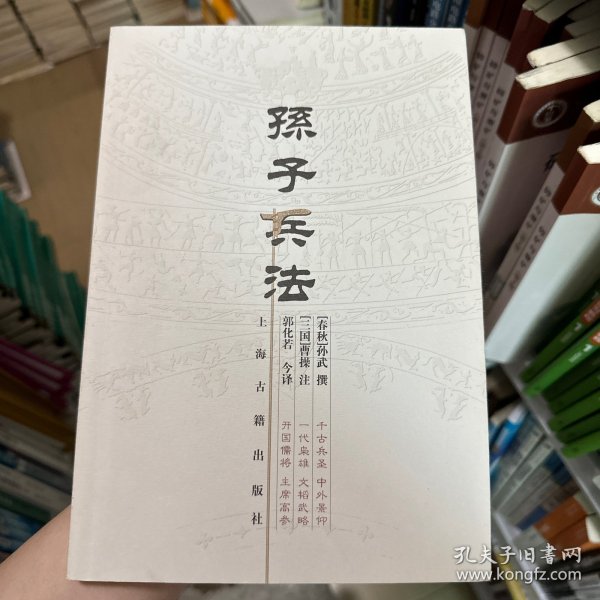 孫子兵法
[春秋]孙武 撰
[三国]曹操 注
郭化若 今译
千古兵圣 中外景仰
一代枭雄 文韬武略
开国儒将 主席高参
上海古籍出版社
孔夫子旧书网
www.kongfz.com